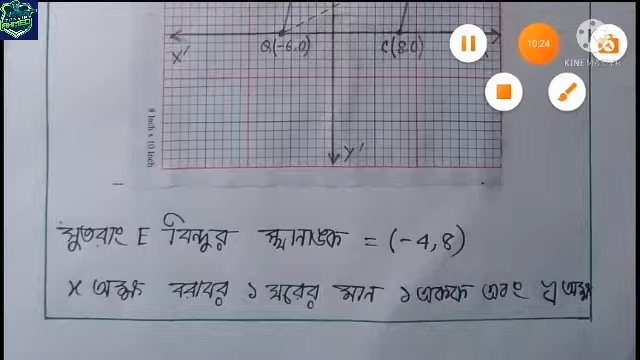 AHMED
10:24
KINEMASTER
X'
Q(-6,0)
C(8,0)
X
Y'
8 Inch x 10 Inch
সুতরাং E বিন্দুর স্থানাঙ্ক = (-4,8)
X অক্ষ বরাবর ১ ঘরের মান ১ একক এবং y অক্ষ